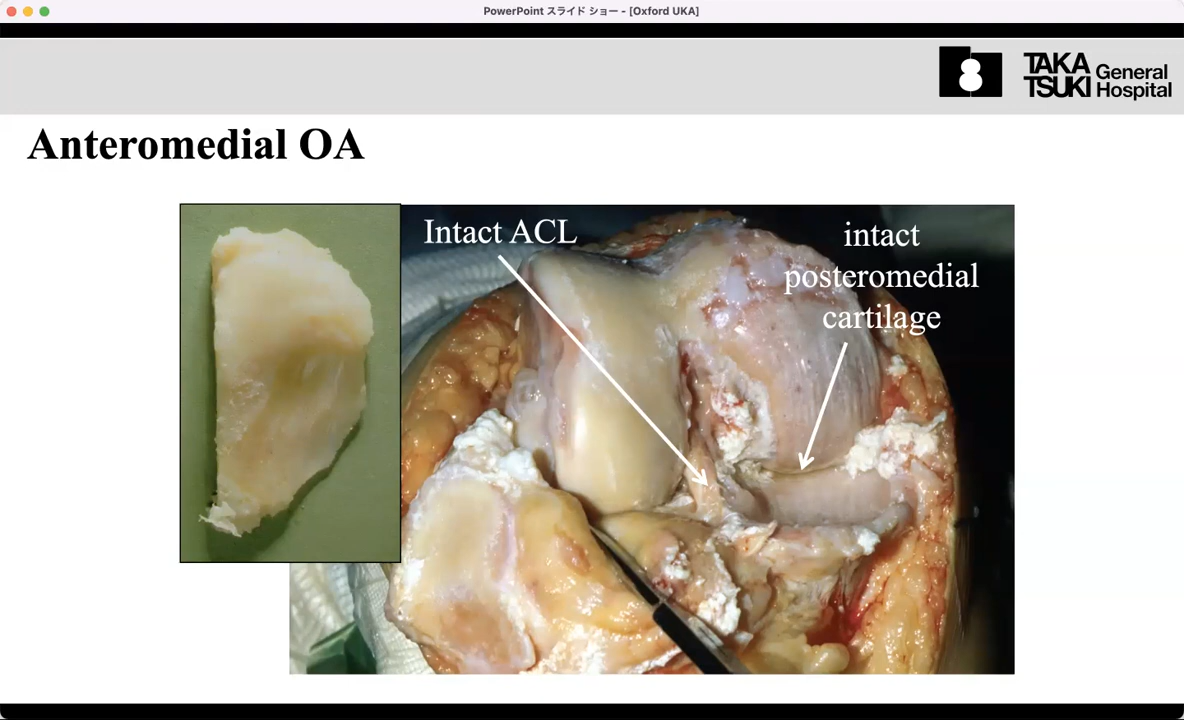 PowerPoint スライド ショー - [Oxford UKA]
TAKA
TSUKI
General
Hospital
Anteromedial OA
Intact ACL
intact
posteromedial
cartilage